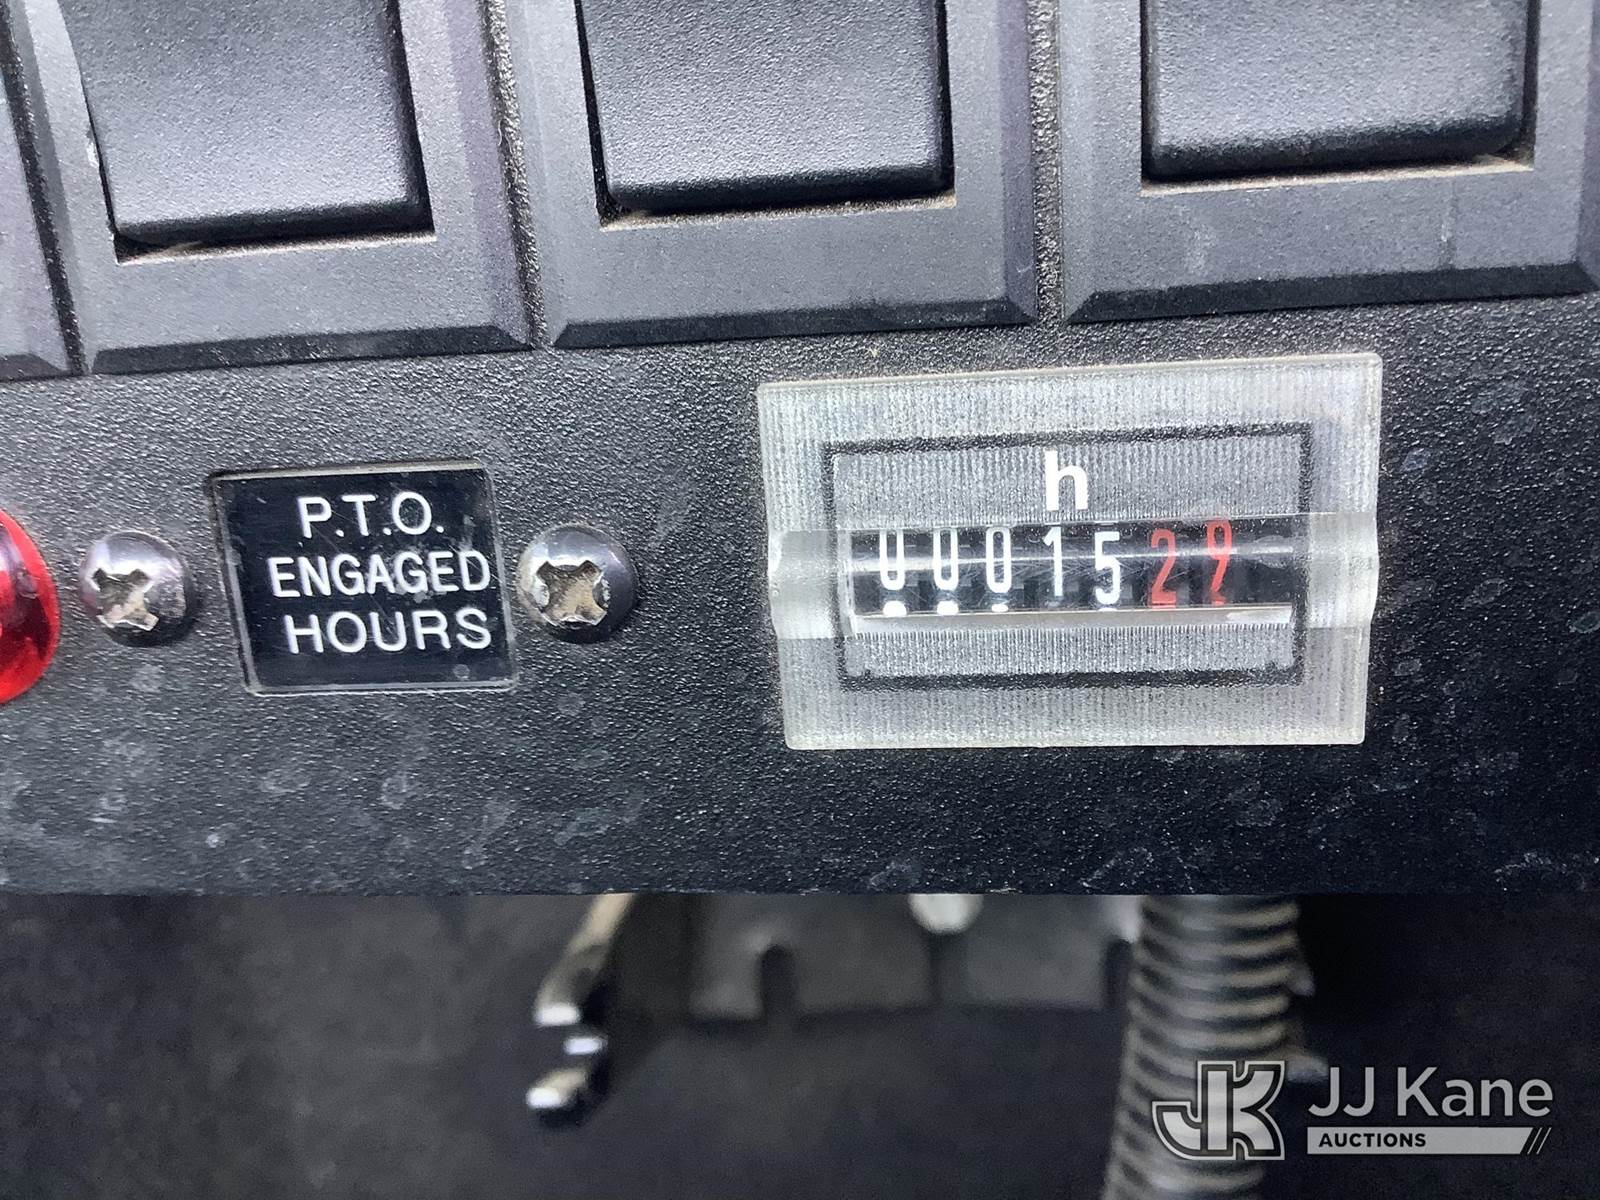 P.T.O.
ENGAGED
HOURS
h
0001529
JJ Kane
AUCTIONS